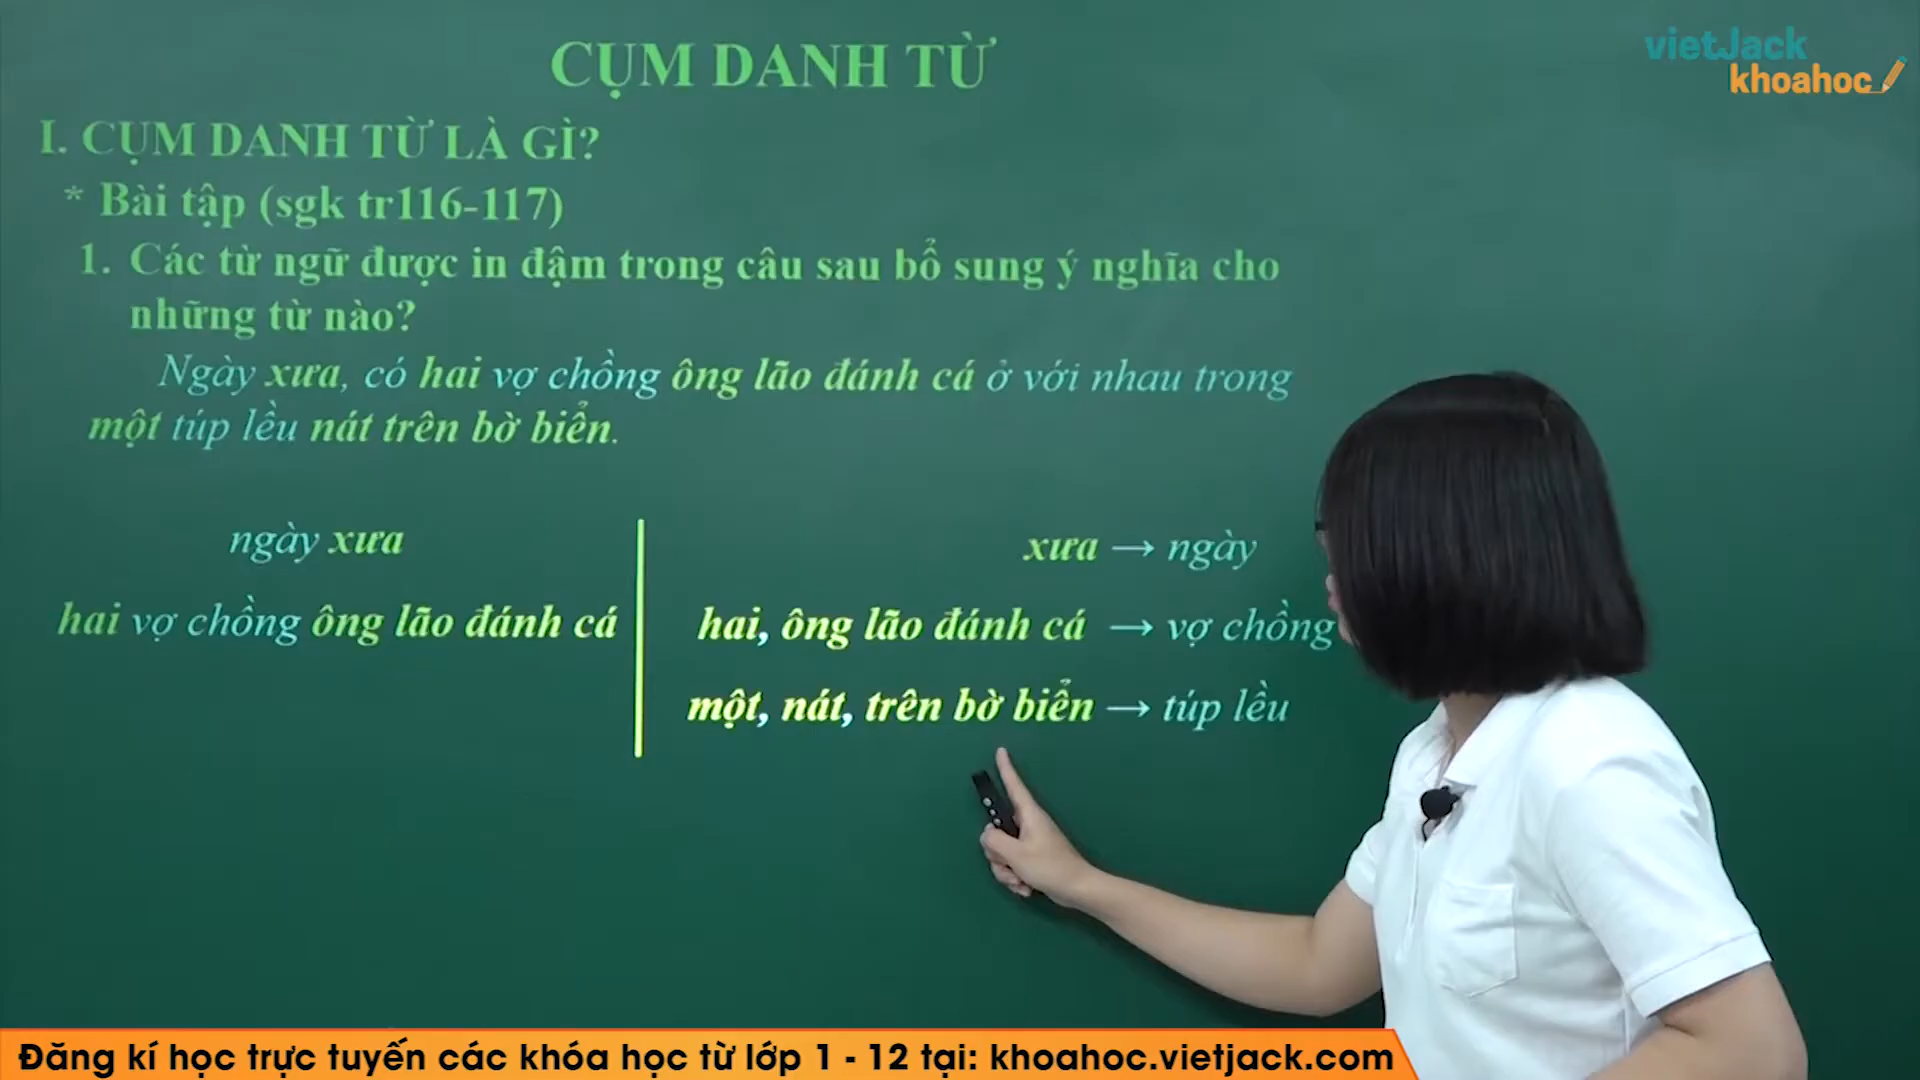 CỤM DANH TỪ
vietJack
khoahoc
I. CỤM DANH TỪ LÀ GÌ?
* Bài tập (sgk tr116-117)
1. Các từ ngữ được in đậm trong câu sau bổ sung ý nghĩa cho
những từ nào?
Ngày xưa, có hai vợ chồng ông lão đánh cá ở với nhau trong
một túp lều nát trên bờ biển.
ngày xưa
hai vợ chồng ông lão đánh cá
xưa → ngày
hai, ông lão đánh cá → vợ chồng
một, nát, trên bờ biển → túp lều
Đăng kí học trực tuyến các khóa học từ lớp 1 - 12 tại: khoahoc.vietjack.com